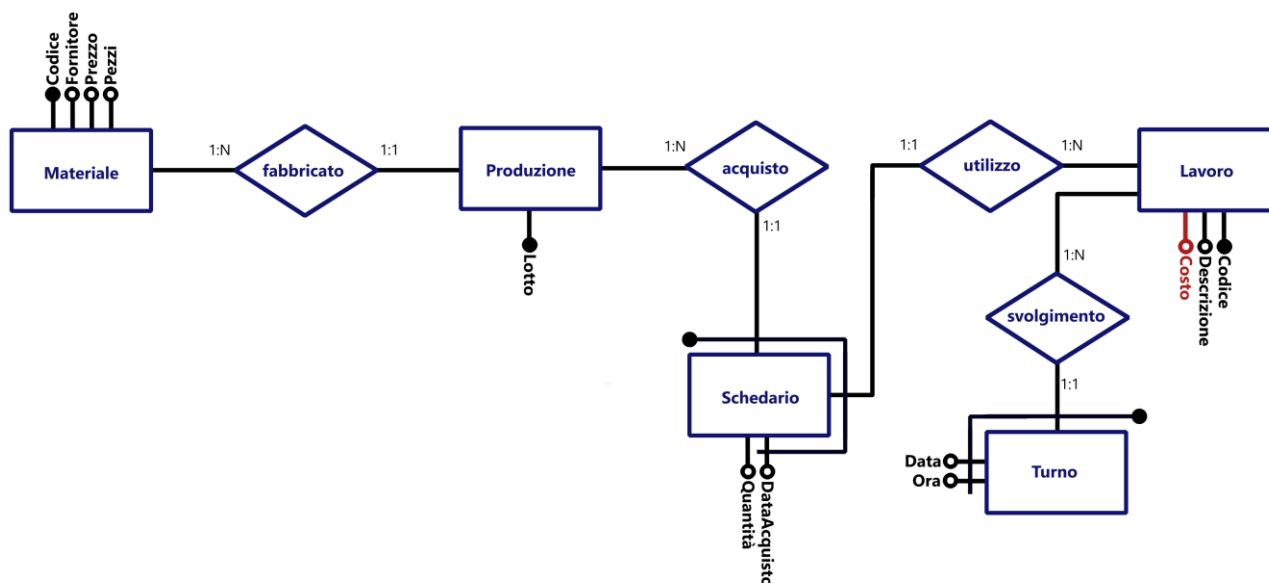 Codice
Fornitore
Prezzo
Pezzi
Materiale
1:N
fabbricato
1:1
Produzione
Lotto
1:N
acquisto
1:1
1:1
utilizzo
1:N
Lavoro
Costo
Descrizione
Codice
1:N
svolgimento
1:1
Schedario
Quantità
DataAcquisto
Data
Ora
Turno